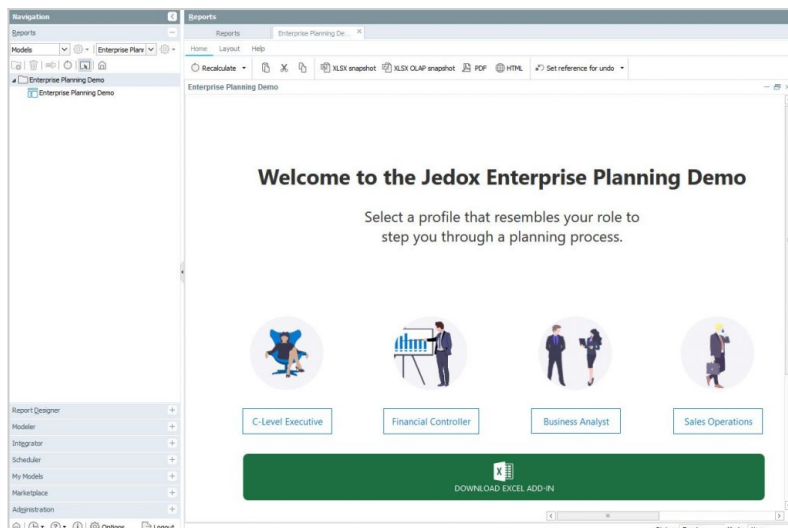 Navigation
Reports
Reports
Models
Enterprise Plann
Enterprise Planning Demo
Enterprise Planning Demo
Report Designer
Modeler
Integrator
Scheduler
My Models
Marketplace
Administration
Options
Logout
Reports
Enterprise Planning De...
Home Layout Help
Recalculate XLSX snapshot XLSX OLAP snapshot PDF HTML Set reference for undo
Enterprise Planning Demo
Welcome to the Jedox Enterprise Planning Demo
Select a profile that resembles your role to
step you through a planning process.
C-Level Executive
Financial Controller
Business Analyst
Sales Operations
DOWNLOAD EXCEL ADD-IN